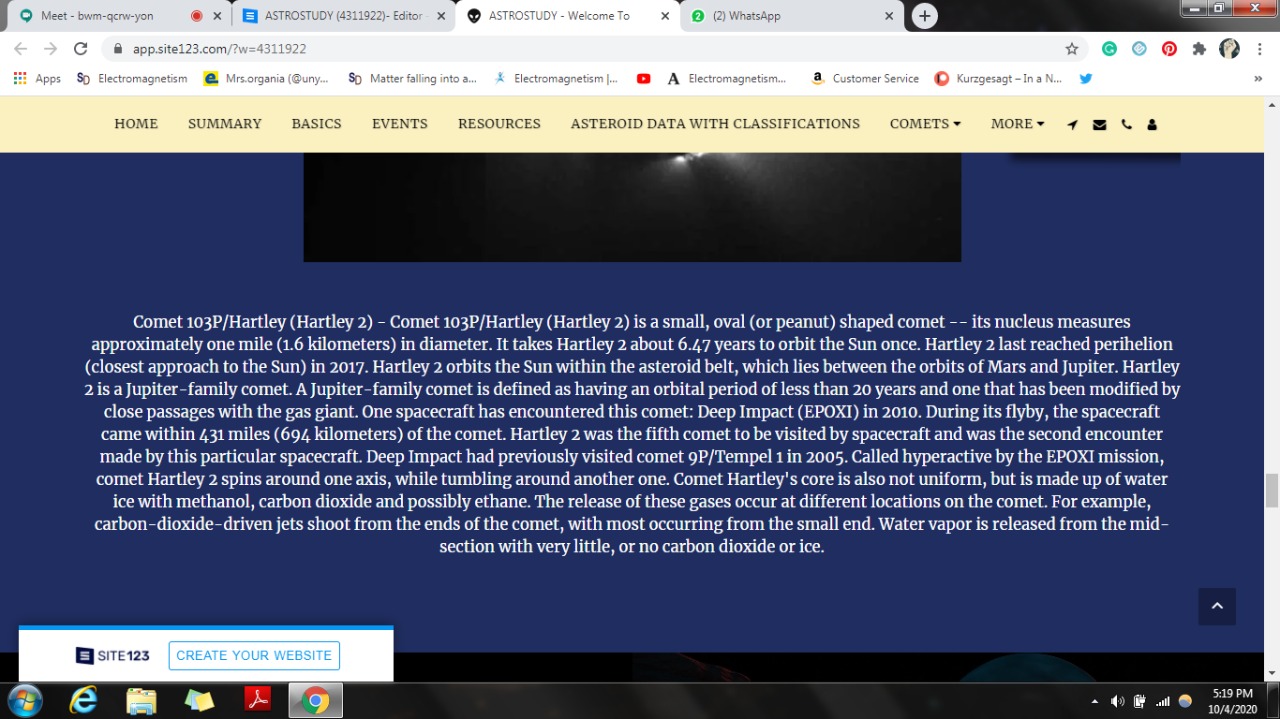 Meet - bwm-qcrw-yon
ASTROSTUDY (4311922)- Editor -
ASTROSTUDY - Welcome To
2
(2) WhatsApp
app.site123.com/?w=4311922
Apps
SD Electromagnetism
Mrs.organia (@uny...
SD Matter falling into a...
Electromagnetism |...
A Electromagnetism...
a Customer Service
Kurzgesagt – In a N...
»
HOME
SUMMARY
BASICS
EVENTS
RESOURCES
ASTEROID DATA WITH CLASSIFICATIONS
COMETS
MORE
Comet 103P/Hartley (Hartley 2) - Comet 103P/Hartley (Hartley 2) is a small, oval (or peanut) shaped comet -- its nucleus measures
approximately one mile (1.6 kilometers) in diameter. It takes Hartley 2 about 6.47 years to orbit the Sun once. Hartley 2 last reached perihelion
(closest approach to the Sun) in 2017. Hartley 2 orbits the Sun within the asteroid belt, which lies between the orbits of Mars and Jupiter. Hartley
2 is a Jupiter-family comet. A Jupiter-family comet is defined as having an orbital period of less than 20 years and one that has been modified by
close passages with the gas giant. One spacecraft has encountered this comet: Deep Impact (EPOXI) in 2010. During its flyby, the spacecraft
came within 431 miles (694 kilometers) of the comet. Hartley 2 was the fifth comet to be visited by spacecraft and was the second encounter
made by this particular spacecraft. Deep Impact had previously visited comet 9P/Tempel 1 in 2005. Called hyperactive by the EPOXI mission,
comet Hartley 2 spins around one axis, while tumbling around another one. Comet Hartley's core is also not uniform, but is made up of water
ice with methanol, carbon dioxide and possibly ethane. The release of these gases occur at different locations on the comet. For example,
carbon-dioxide-driven jets shoot from the ends of the comet, with most occurring from the small end. Water vapor is released from the mid-
section with very little, or no carbon dioxide or ice.
SITE123
CREATE YOUR WEBSITE
5:19 PM
10/4/2020